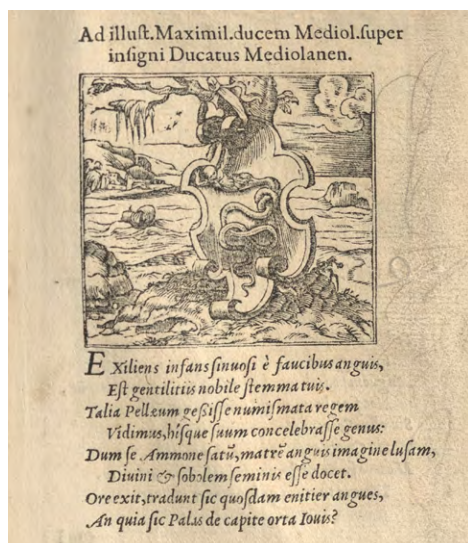 Ad illuſt.Maximil.ducem Mediol.ſuper
inſigni Ducatus Mediolanen.
EXiliens infans ſinuoſi è faucibus anguis,
Eſt gentilitiis nobile ſtemma tuis.
Talia Pellæum geßiſſe numiſmata regem
Vidimus,hiſque ſuum concelebraſſe genus:
Dum ſe Ammone ſatū,matrē anguis imagine luſam,
Diuini & ſobolem ſeminis eſſe docet.
Ore exit,tradunt ſic quoſdam enitier angues,
An quia ſic Palas de capite orta Iouis?